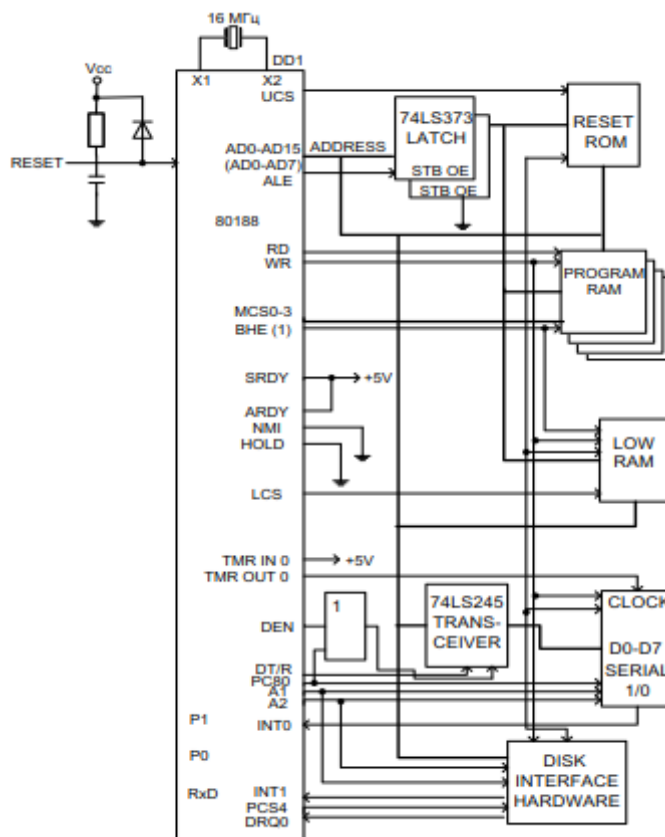 16 МГц
DD1
Vcc
X1 X2
UCS
RESET
AD0-AD15
(AD0-AD7)
ALE
ADDRESS
74LS373
LATCH
STB OE
STB OE
RESET
ROM
80188
RD
WR
PROGRAM
RAM
MCS0-3
BHE (1)
SRDY
+5V
ARDY
NMI
HOLD
LOW
RAM
LCS
TMR IN 0
+5V
TMR OUT 0
1
DEN
74LS245
TRANS-
CEIVER
CLOCK
D0-D7
SERIAL
1/0
DT/R
PC80
A1
A2
P1
INT0
P0
DISK
INTERFACE
HARDWARE
RxD
INT1
PCS4
DRQ0